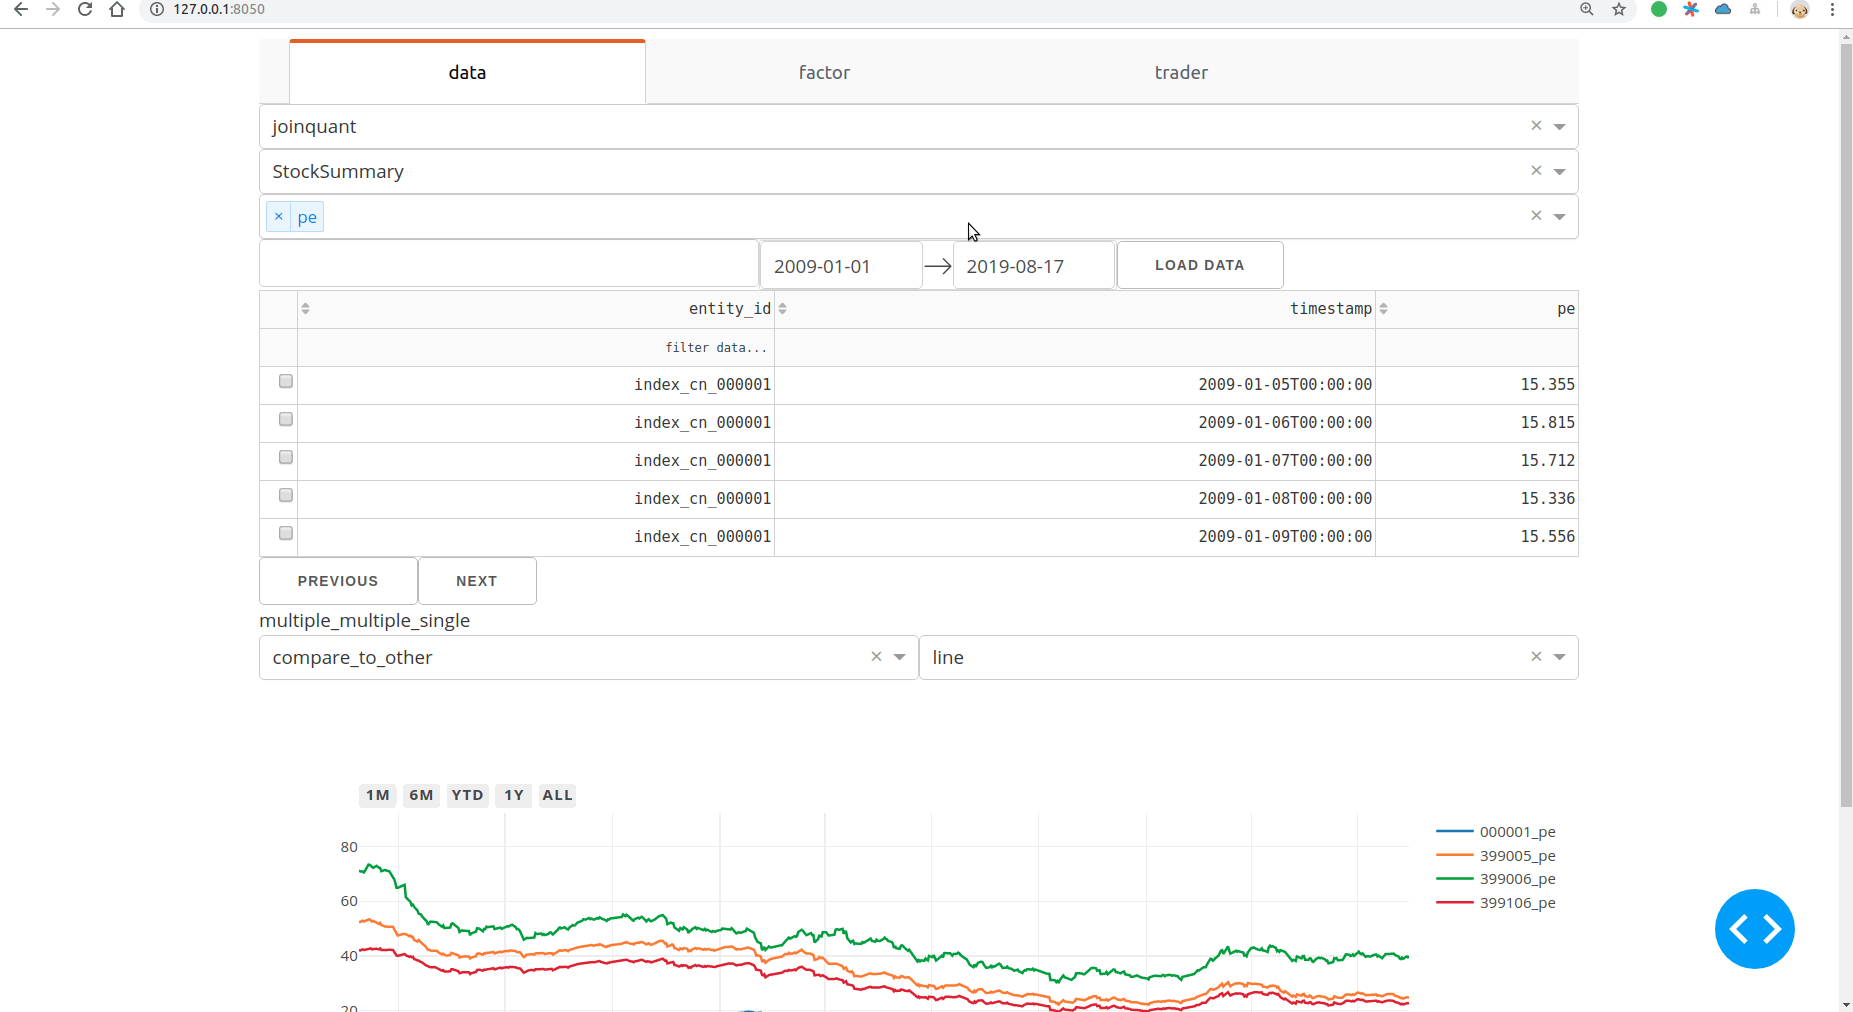 127.0.0.1:8050
data factor trader
joinquant
StockSummary
× pe
2009-01-01 → 2019-08-17 LOAD DATA
entity_id timestamp pe
filter data...
index_cn_000001 2009-01-05T00:00:00 15.355
index_cn_000001 2009-01-06T00:00:00 15.815
index_cn_000001 2009-01-07T00:00:00 15.712
index_cn_000001 2009-01-08T00:00:00 15.336
index_cn_000001 2009-01-09T00:00:00 15.556
PREVIOUS NEXT
multiple_multiple_single
compare_to_other line
1M 6M YTD 1Y ALL
000001_pe
399005_pe
399006_pe
399106_pe
80
60
40
20